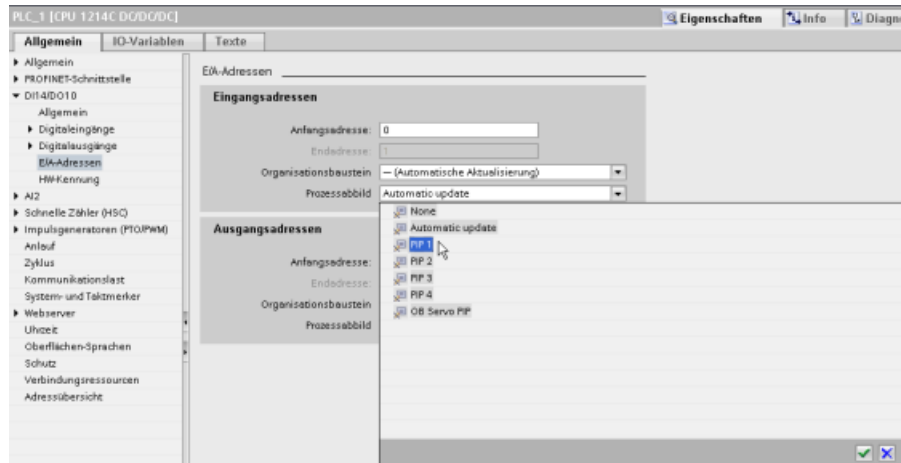 PLC_1 [CPU 1214C DC/DC/DC]
Eigenschaften
Info
Diagn
Allgemein
IO-Variablen
Texte
Allgemein
PROFINET-Schnittstelle
DI14/DO10
Allgemein
Digitaleingänge
Digitalausgänge
E/A-Adressen
HW-Kennung
AI2
Schnelle Zähler (HSC)
Impulsgeneratoren (PTO/PWM)
Anlauf
Zyklus
Kommunikationslast
System- und Taktmerker
Webserver
Uhrzeit
Oberflächen-Sprachen
Schutz
Verbindungsressourcen
Adressübersicht
E/A-Adressen
Eingangsadressen
Anfangsadresse: 0
Endadresse: 1
Organisationsbaustein — (Automatische Aktualisierung)
Prozessabbild Automatic update
None
Automatic update
PIP 1
PIP 2
PIP 3
PIP 4
OB Servo PIP
Ausgangsadressen
Anfangsadresse:
Endadresse:
Organisationsbaustein
Prozessabbild